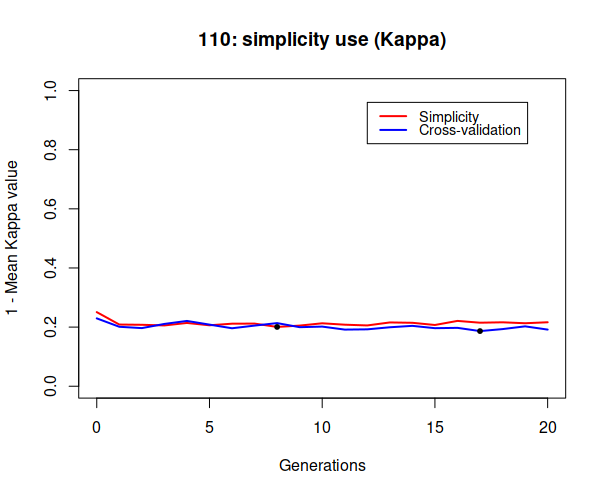 110: simplicity use (Kappa)
1 - Mean Kappa value
1.0
0.8
0.6
0.4
0.2
0.0
Simplicity
Cross-validation
0 5 10 15 20
Generations